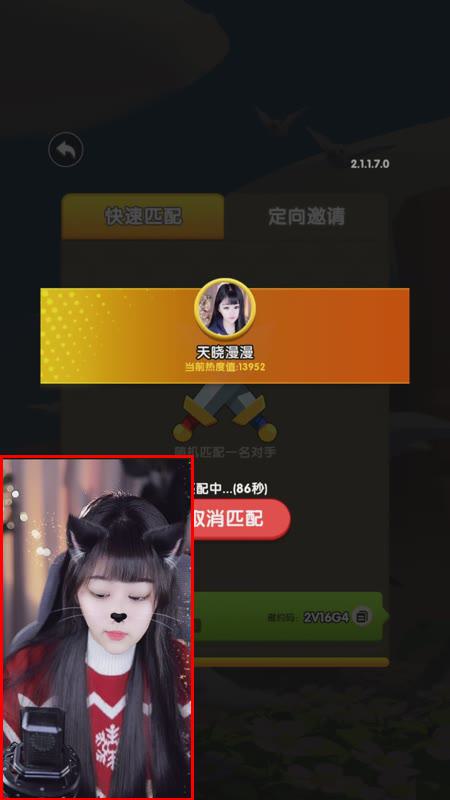 2.1.1.7.0
快速匹配
定向邀请
天晓漫漫
当前热度值:13952
随机匹配一名对手
配中...(86秒)
取消匹配
邀约码: 2V16G4